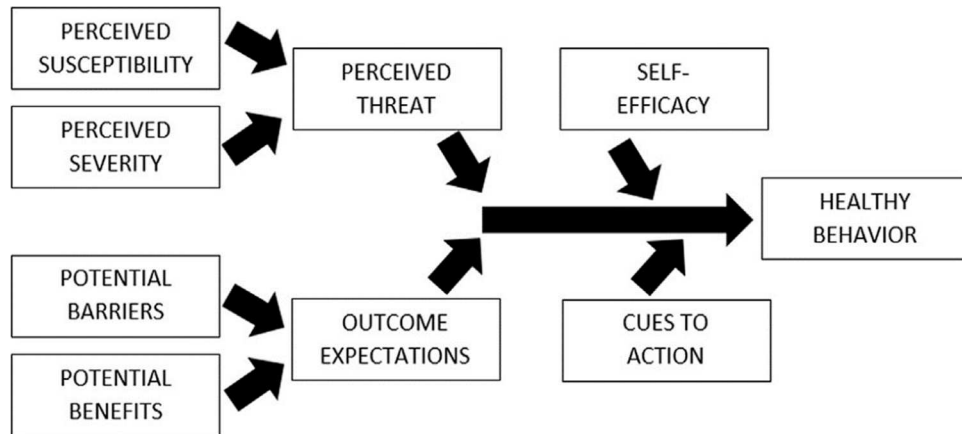 PERCEIVED
SUSCEPTIBILITY
PERCEIVED
SEVERITY
PERCEIVED
THREAT
SELF-
EFFICACY
HEALTHY
BEHAVIOR
POTENTIAL
BARRIERS
POTENTIAL
BENEFITS
OUTCOME
EXPECTATIONS
CUES TO
ACTION